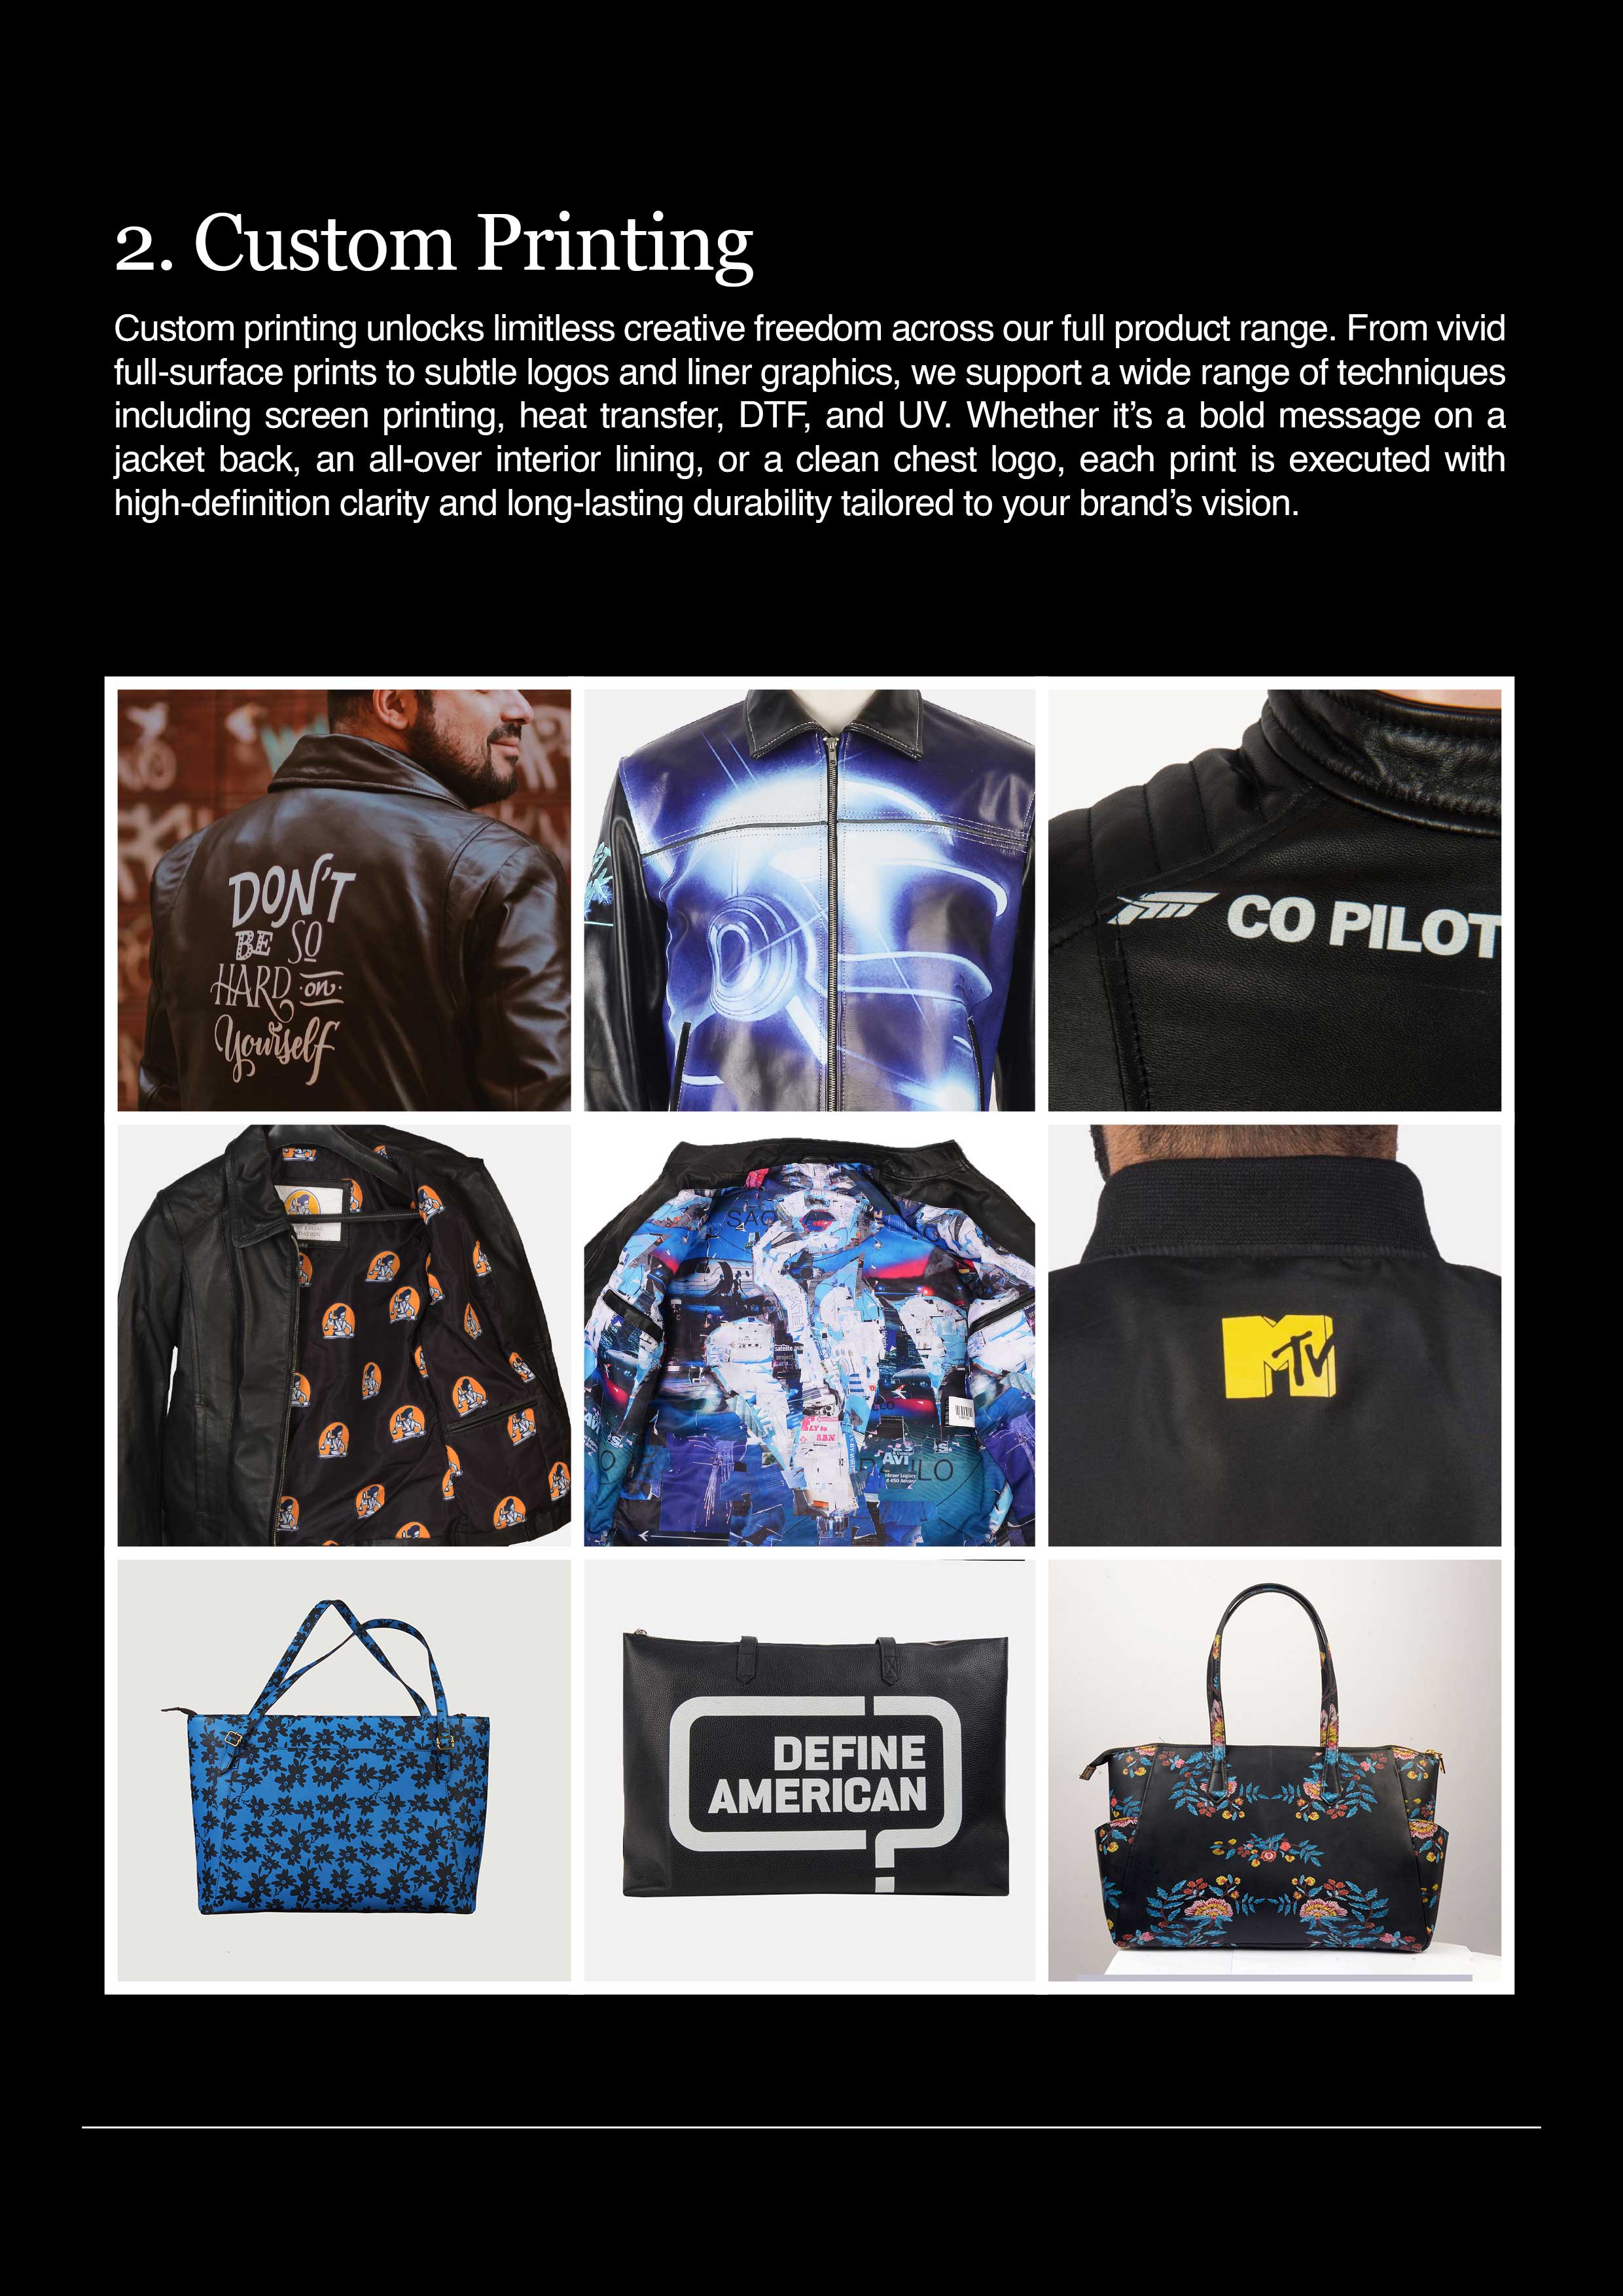 2. Custom Printing
Custom printing unlocks limitless creative freedom across our full product range. From vivid
full-surface prints to subtle logos and liner graphics, we support a wide range of techniques
including screen printing, heat transfer, DTF, and UV. Whether it’s a bold message on a
jacket back, an all-over interior lining, or a clean chest logo, each print is executed with
high-definition clarity and long-lasting durability tailored to your brand’s vision.
DON'T
BE SO
HARD on
Yourself
CO PILOT
SAO
AVI
MTV
DEFINE
AMERICAN